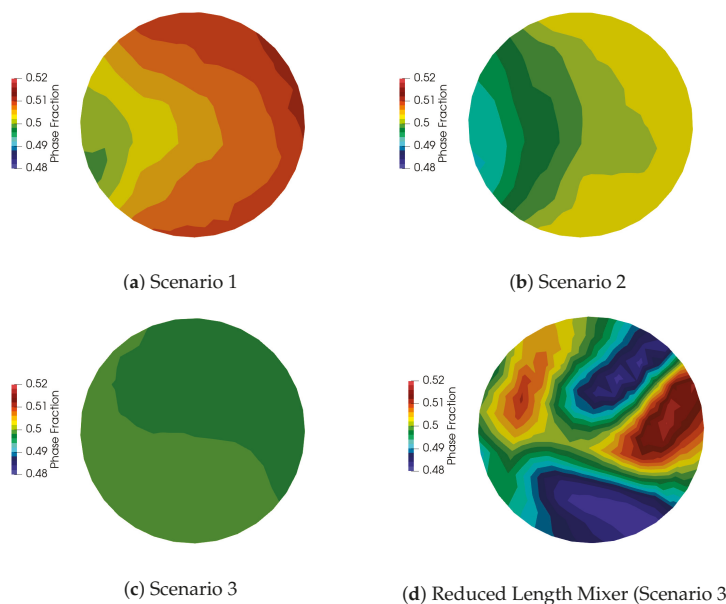 0.52
0.51
0.5
0.49
0.48
Phase Fraction
0.52
0.51
0.5
0.49
0.48
Phase Fraction
(a) Scenario 1
(b) Scenario 2
0.52
0.51
0.5
0.49
0.48
Phase Fraction
0.52
0.51
0.5
0.49
0.48
Phase Fraction
(c) Scenario 3
(d) Reduced Length Mixer (Scenario 3